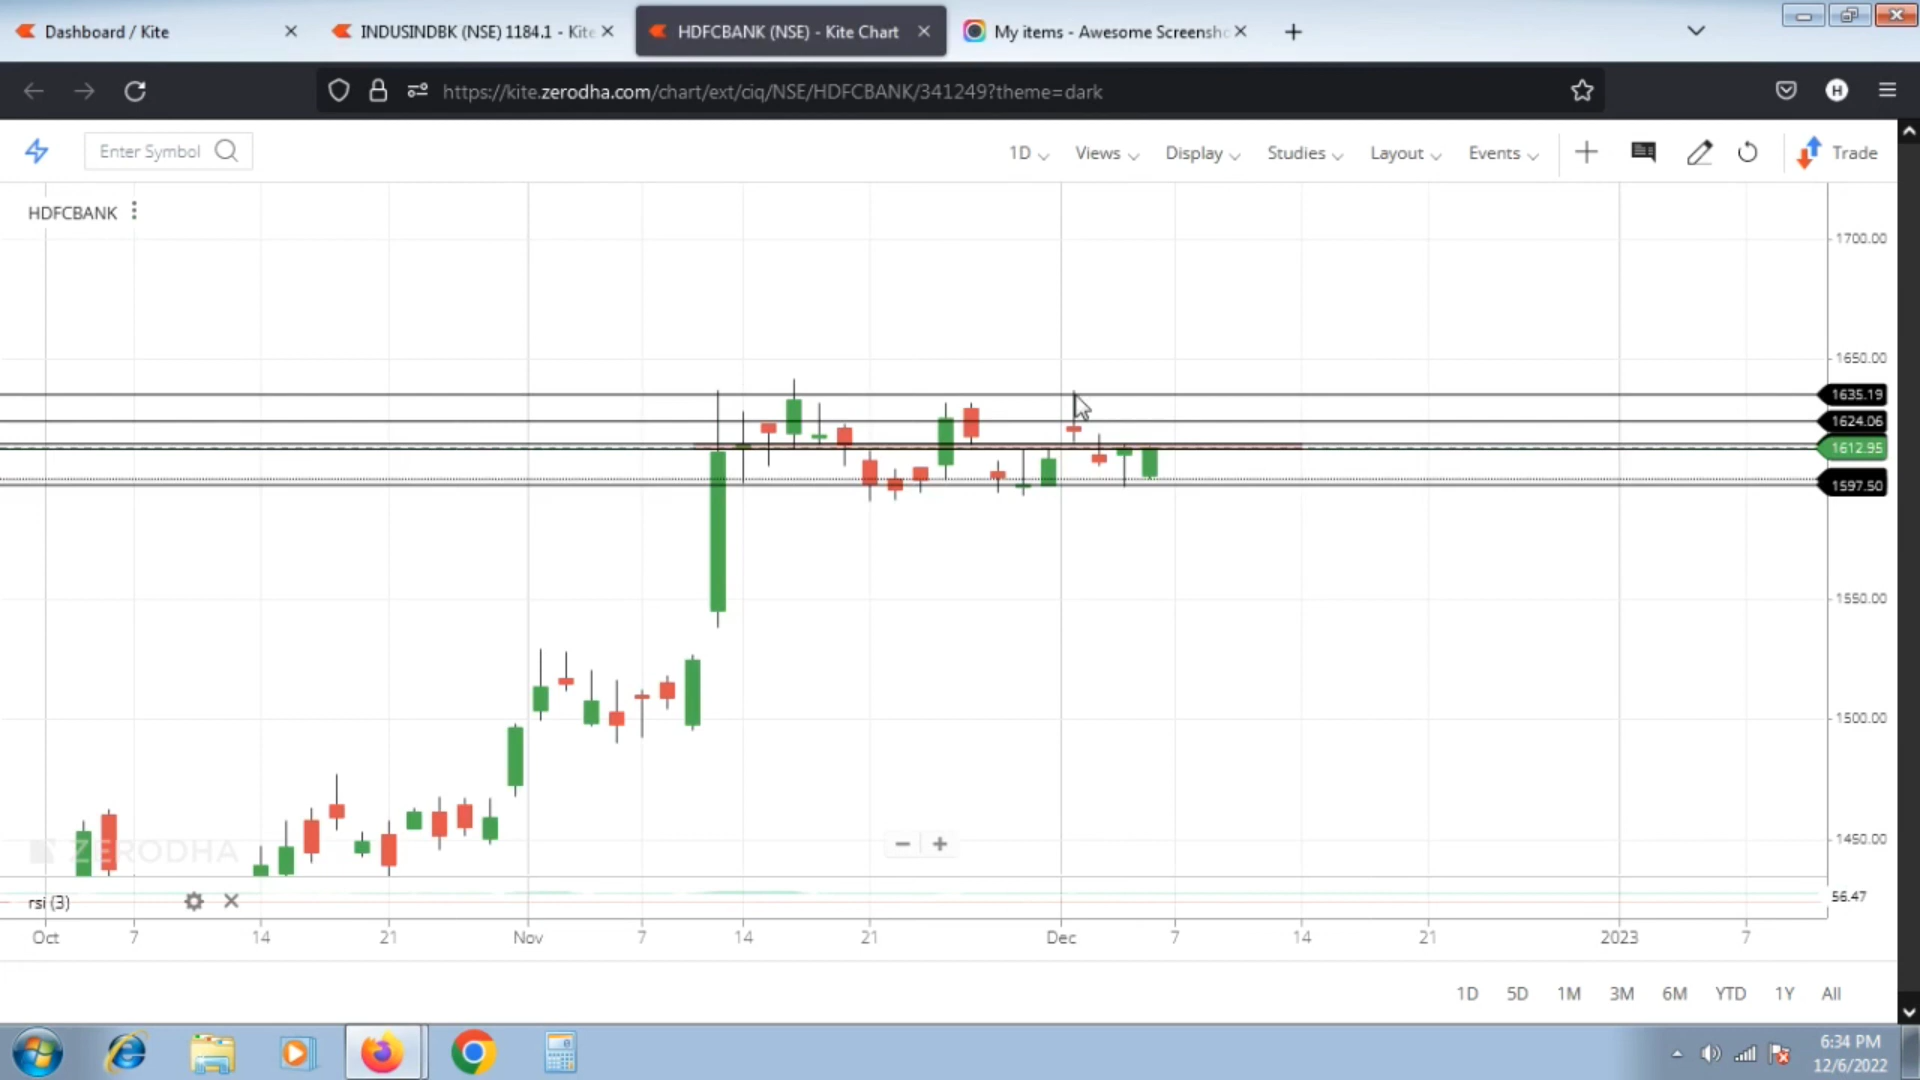 Dashboard / Kite
INDUSINDBK (NSE) 1184.1 - Kite
HDFCBANK (NSE) - Kite Chart
My items - Awesome Screensho
https://kite.zerodha.com/chart/ext/ciq/NSE/HDFCBANK/341249?theme=dark
H
Enter Symbol
1D
Views
Display
Studies
Layout
Events
Trade
HDFCBANK
1700.00
1650.00
1635.19
1624.06
1612.95
1597.50
1550.00
1500.00
1450.00
ZERODHA
rsi (3)
56.47
Oct 7 14 21 Nov 7 14 21 Dec 7 14 21 2023 7
1D 5D 1M 3M 6M YTD 1Y All
6:34 PM
12/6/2022